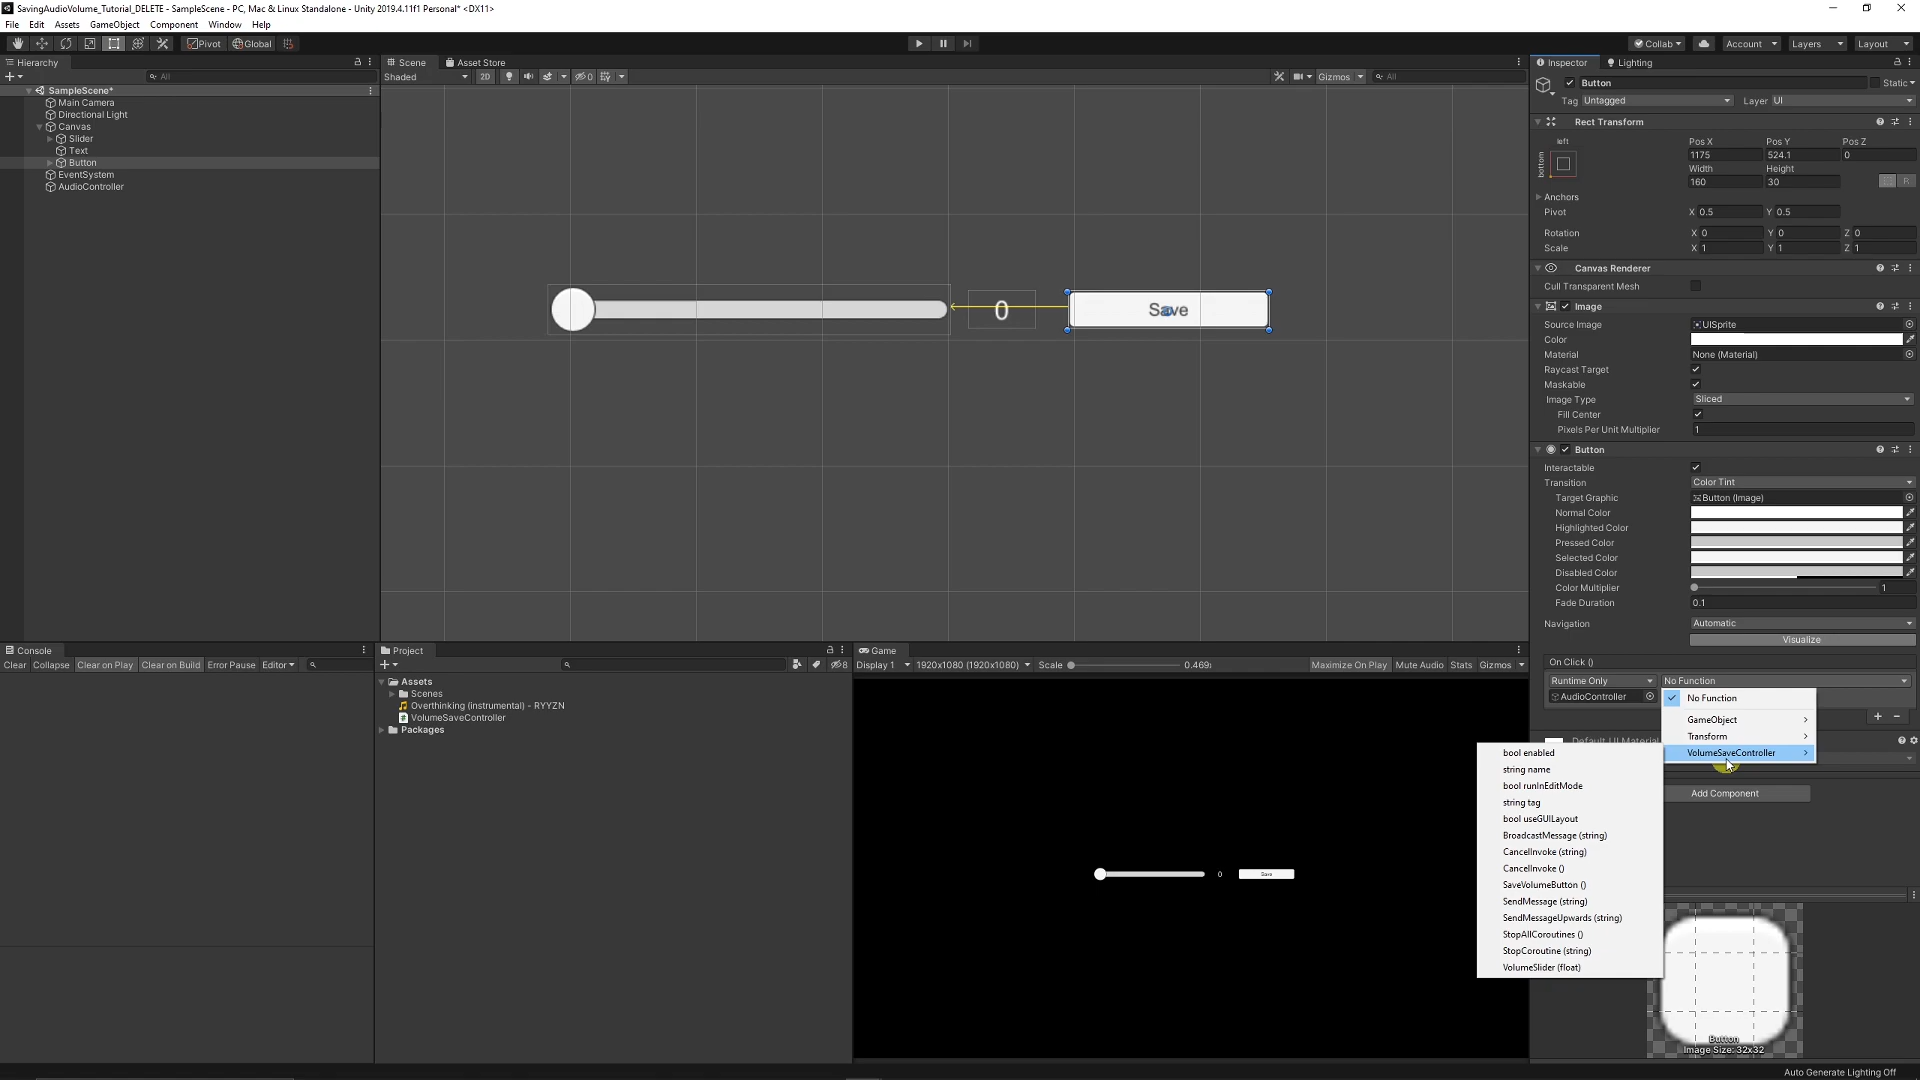 SavingAudioVolume_Tutorial_DELETE - SampleScene - PC, Mac & Linux Standalone - Unity 2019.4.11f1 Personal* <DX11>
File Edit Assets GameObject Component Window Help
Pivot Global Collab Account Layers Layout
Hierarchy
All
SampleScene*
Main Camera
Directional Light
Canvas
Slider
Text
Button
EventSystem
AudioController
Scene Asset Store
Shaded 2D 0 Gizmos All
0
Save
Inspector Lighting
Button Static
Tag Untagged Layer UI
Rect Transform
left
bottom
Pos X Pos Y Pos Z
1175 524.1 0
Width Height
160 30
R
Anchors
Pivot X 0.5 Y 0.5
Rotation X 0 Y 0 Z 0
Scale X 1 Y 1 Z 1
Canvas Renderer
Cull Transparent Mesh
Image
Source Image UISprite
Color
Material None (Material)
Raycast Target
Maskable
Image Type Sliced
Fill Center
Pixels Per Unit Multiplier 1
Button
Interactable
Transition Color Tint
Target Graphic Button (Image)
Normal Color
Highlighted Color
Pressed Color
Selected Color
Disabled Color
Color Multiplier 1
Fade Duration 0.1
Navigation Automatic
Visualize
On Click ()
Runtime Only No Function
AudioController
No Function
GameObject
Transform
VolumeSaveController
Default UI Material
Add Component
bool enabled
string name
bool runInEditMode
string tag
bool useGUILayout
BroadcastMessage (string)
CancelInvoke (string)
CancelInvoke ()
SaveVolumeButton ()
SendMessage (string)
SendMessageUpwards (string)
StopAllCoroutines ()
StopCoroutine (string)
VolumeSlider (float)
Button
Image Size: 32x32
Console
Clear Collapse Clear on Play Clear on Build Error Pause Editor
Project
8
Assets
Scenes
Overthinking (instrumental) - RYYZN
VolumeSaveController
Packages
Game
Display 1 1920x1080 (1920x1080) Scale 0.469x Maximize On Play Mute Audio Stats Gizmos
0 Save
Auto Generate Lighting Off